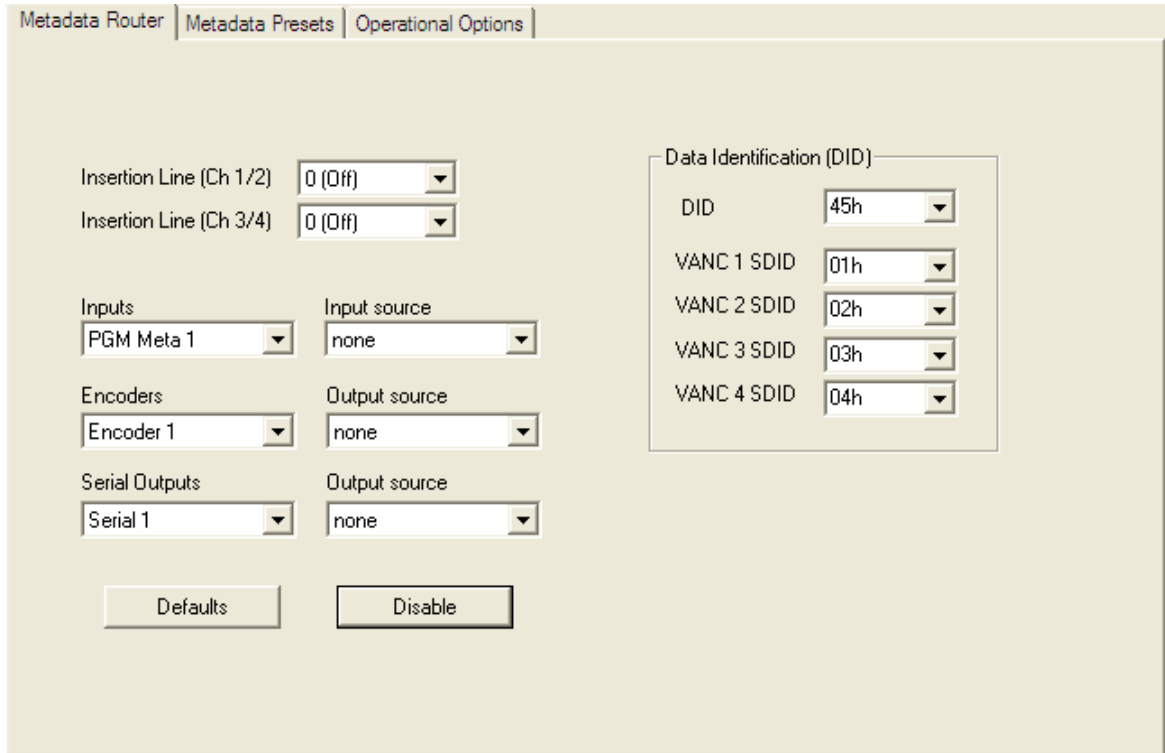 Metadata Router Metadata Presets Operational Options
Insertion Line (Ch 1/2) 0 (Off)
Insertion Line (Ch 3/4) 0 (Off)
Inputs Input source
PGM Meta 1 none
Encoders Output source
Encoder 1 none
Serial Outputs Output source
Serial 1 none
Defaults Disable
Data Identification (DID)
DID 45h
VANC 1 SDID 01h
VANC 2 SDID 02h
VANC 3 SDID 03h
VANC 4 SDID 04h